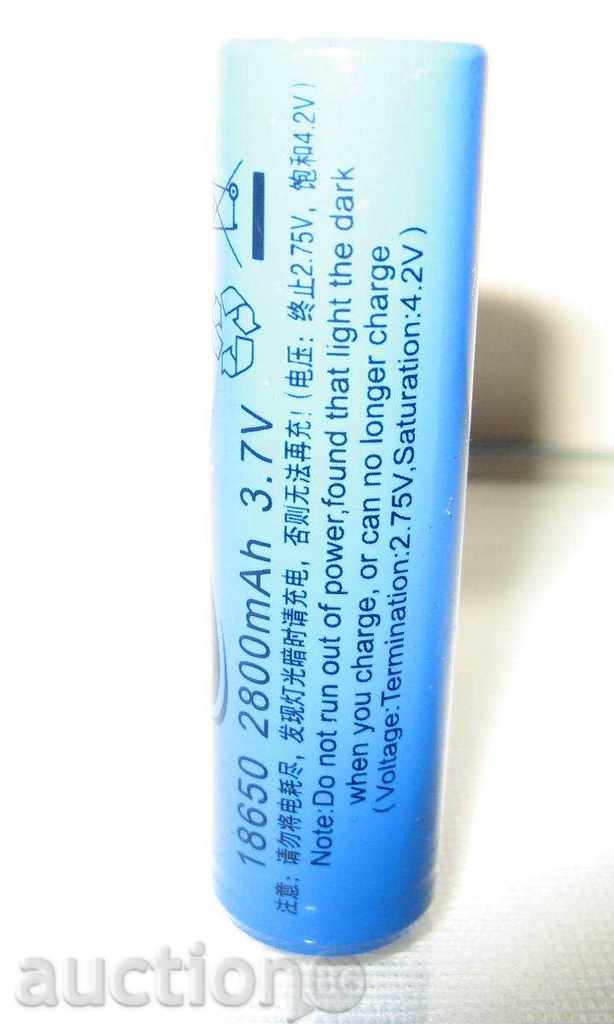 18650 2800mAh 3.7V
注意：请勿将电耗尽，发现灯光暗时请充电，否则无法再充！（电压：终止2.75V，饱和4.2V）
Note:Do not run out of power,found that light the dark
when you charge, or can no longer charge
(Voltage:Termination:2.75V,Saturation:4.2V)
auction